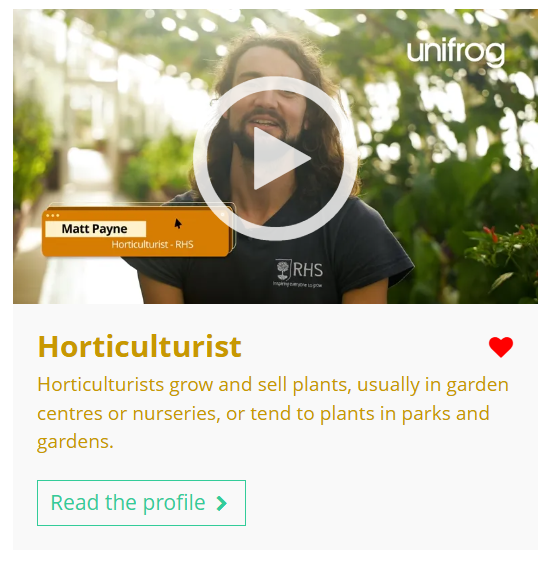 unifrog
Matt Payne
Horticulturist - RHS
RHS
Inspiring everyone to grow
Horticulturist
Horticulturists grow and sell plants, usually in garden
centres or nurseries, or tend to plants in parks and
gardens.
Read the profile